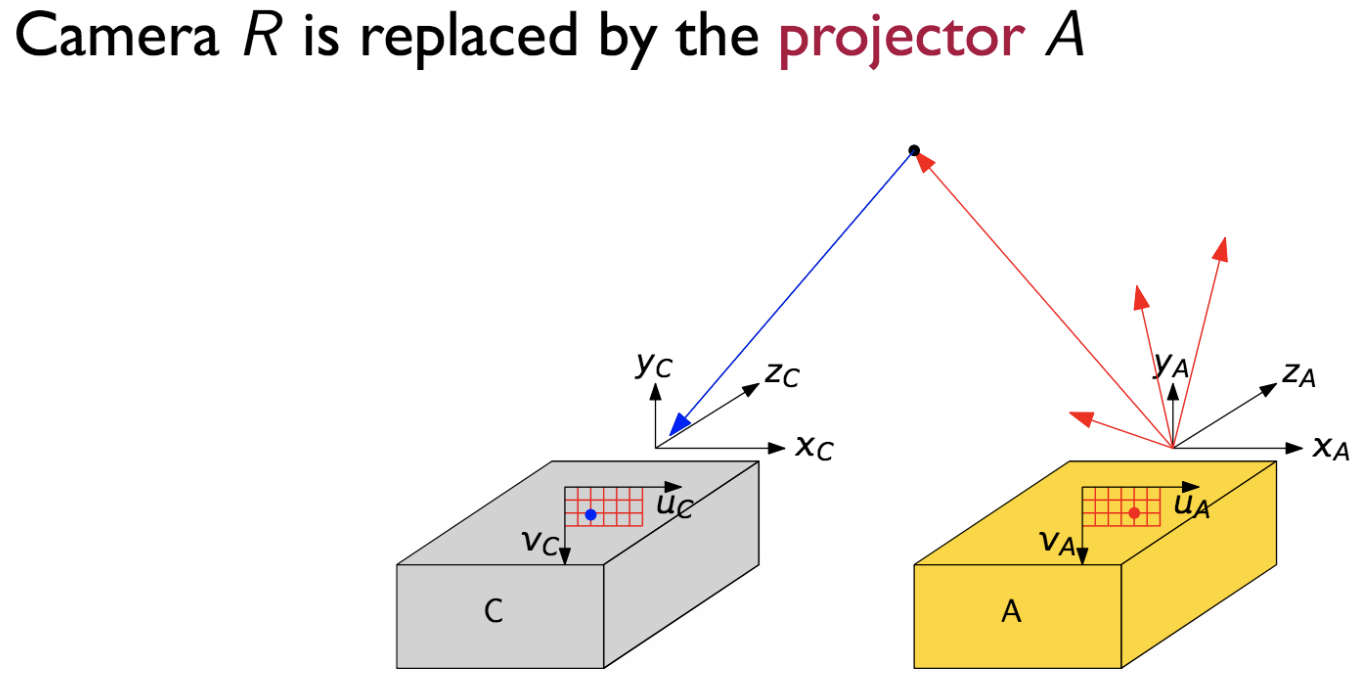 Camera R is replaced by the projector A
y_C
z_C
x_C
y_A
z_A
x_A
u_C
v_C
u_A
v_A
C
A